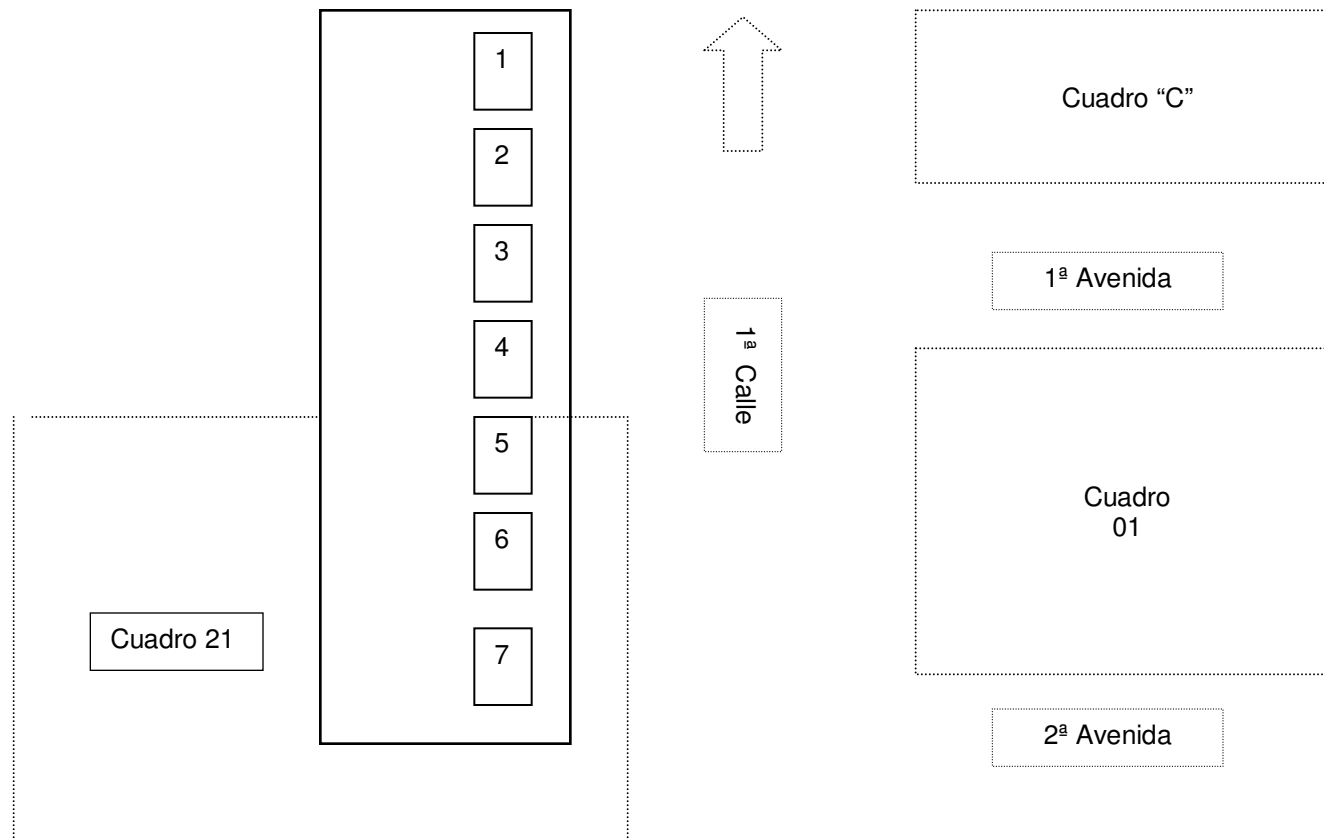 1
2
3
4
5
6
7
Cuadro 21
1ª Calle
Cuadro “C”
1ª Avenida
Cuadro
01
2ª Avenida